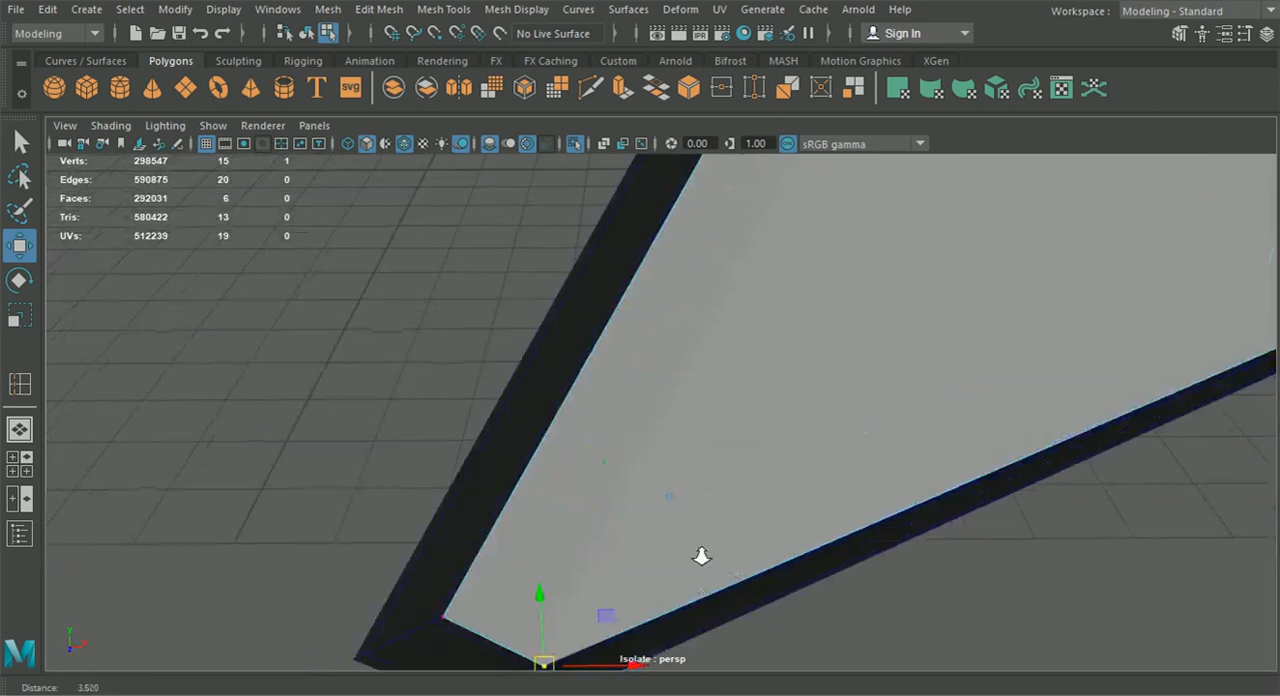 File Edit Create Select Modify Display Windows Mesh Edit Mesh Mesh Tools Mesh Display Curves Surfaces Deform UV Generate Cache Arnold Help Workspace : Modeling - Standard
Modeling No Live Surface Sign In
Curves / Surfaces Polygons Sculpting Rigging Animation Rendering FX FX Caching Custom Arnold Bifrost MASH Motion Graphics XGen
T SVG
View Shading Lighting Show Renderer Panels
0.00 1.00 sRGB gamma
Verts: 298547 15 1
Edges: 590875 20 0
Faces: 292031 6 0
Tris: 580422 13 0
UVs: 512239 19 0
Isolate : persp
Distance: 3.520